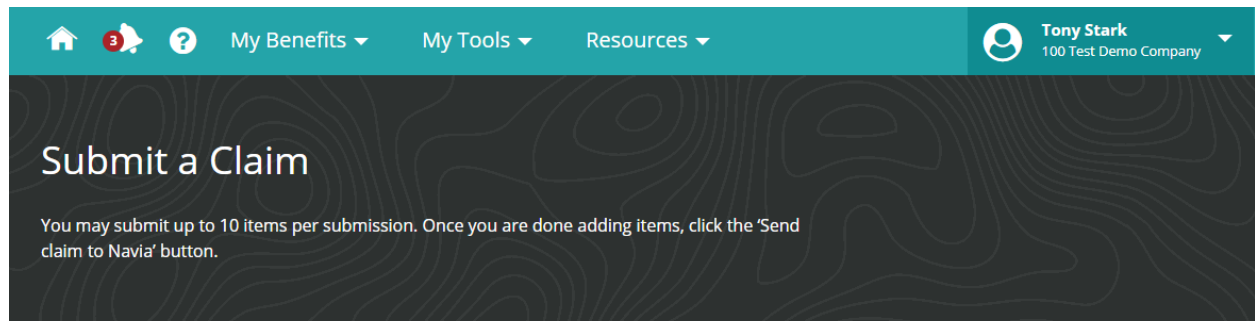 3 ? My Benefits My Tools Resources Tony Stark
100 Test Demo Company
Submit a Claim
You may submit up to 10 items per submission. Once you are done adding items, click the ‘Send
claim to Navia’ button.